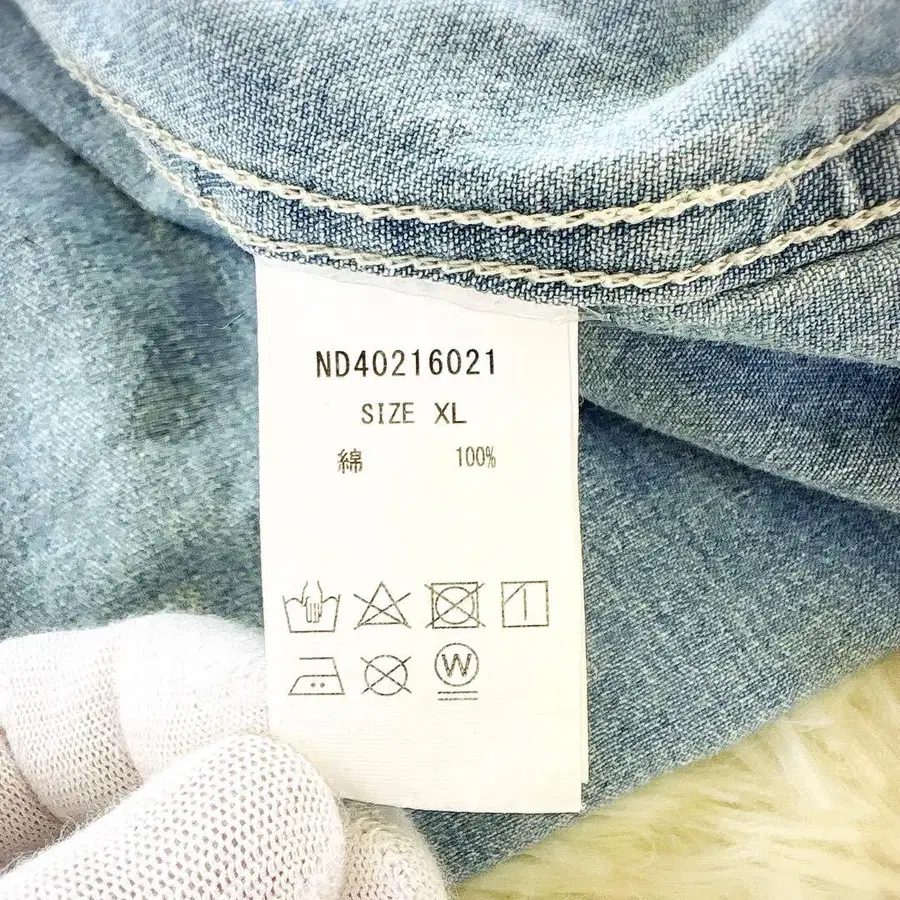 ND40216021
SIZE XL
綿 100%
W